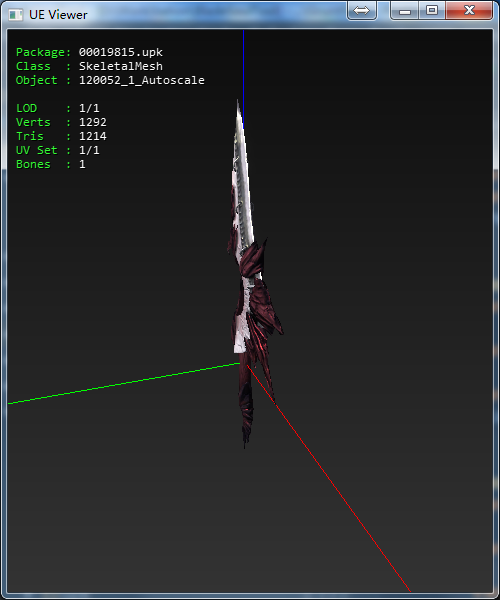 UE Viewer
Package: 00019815.upk
Class  : SkeletalMesh
Object : 120052_1_Autoscale
LOD    : 1/1
Verts  : 1292
Tris   : 1214
UV Set : 1/1
Bones  : 1